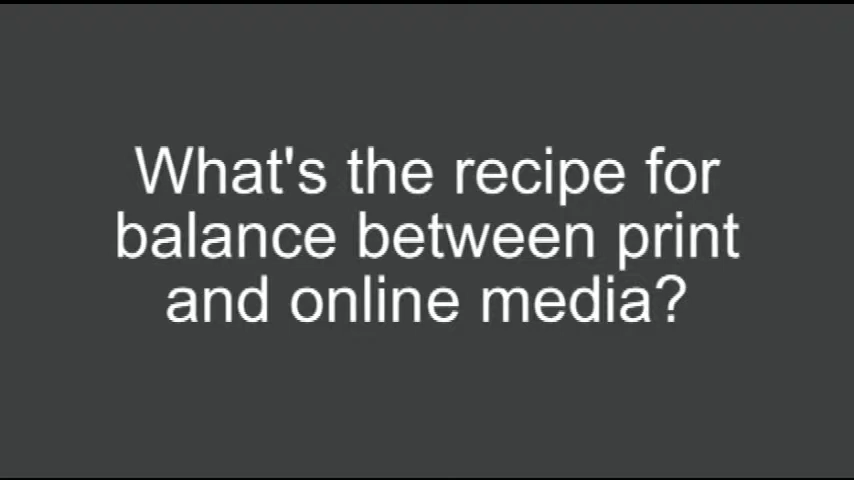 What's the recipe for
balance between print
and online media?